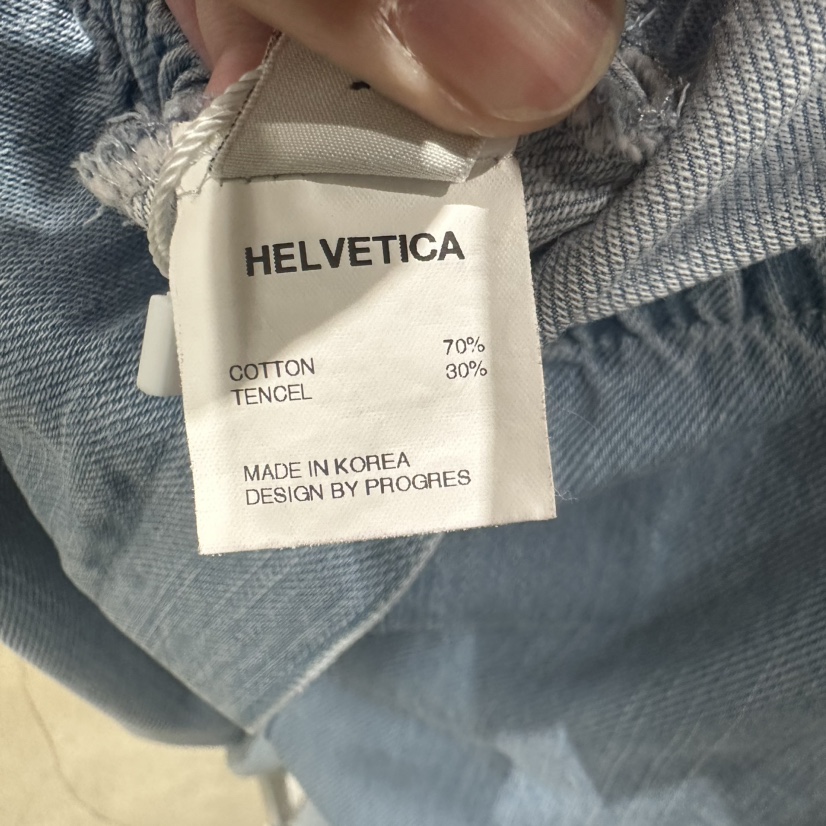 HELVETICA
COTTON 70%
TENCEL 30%
MADE IN KOREA
DESIGN BY PROGRES